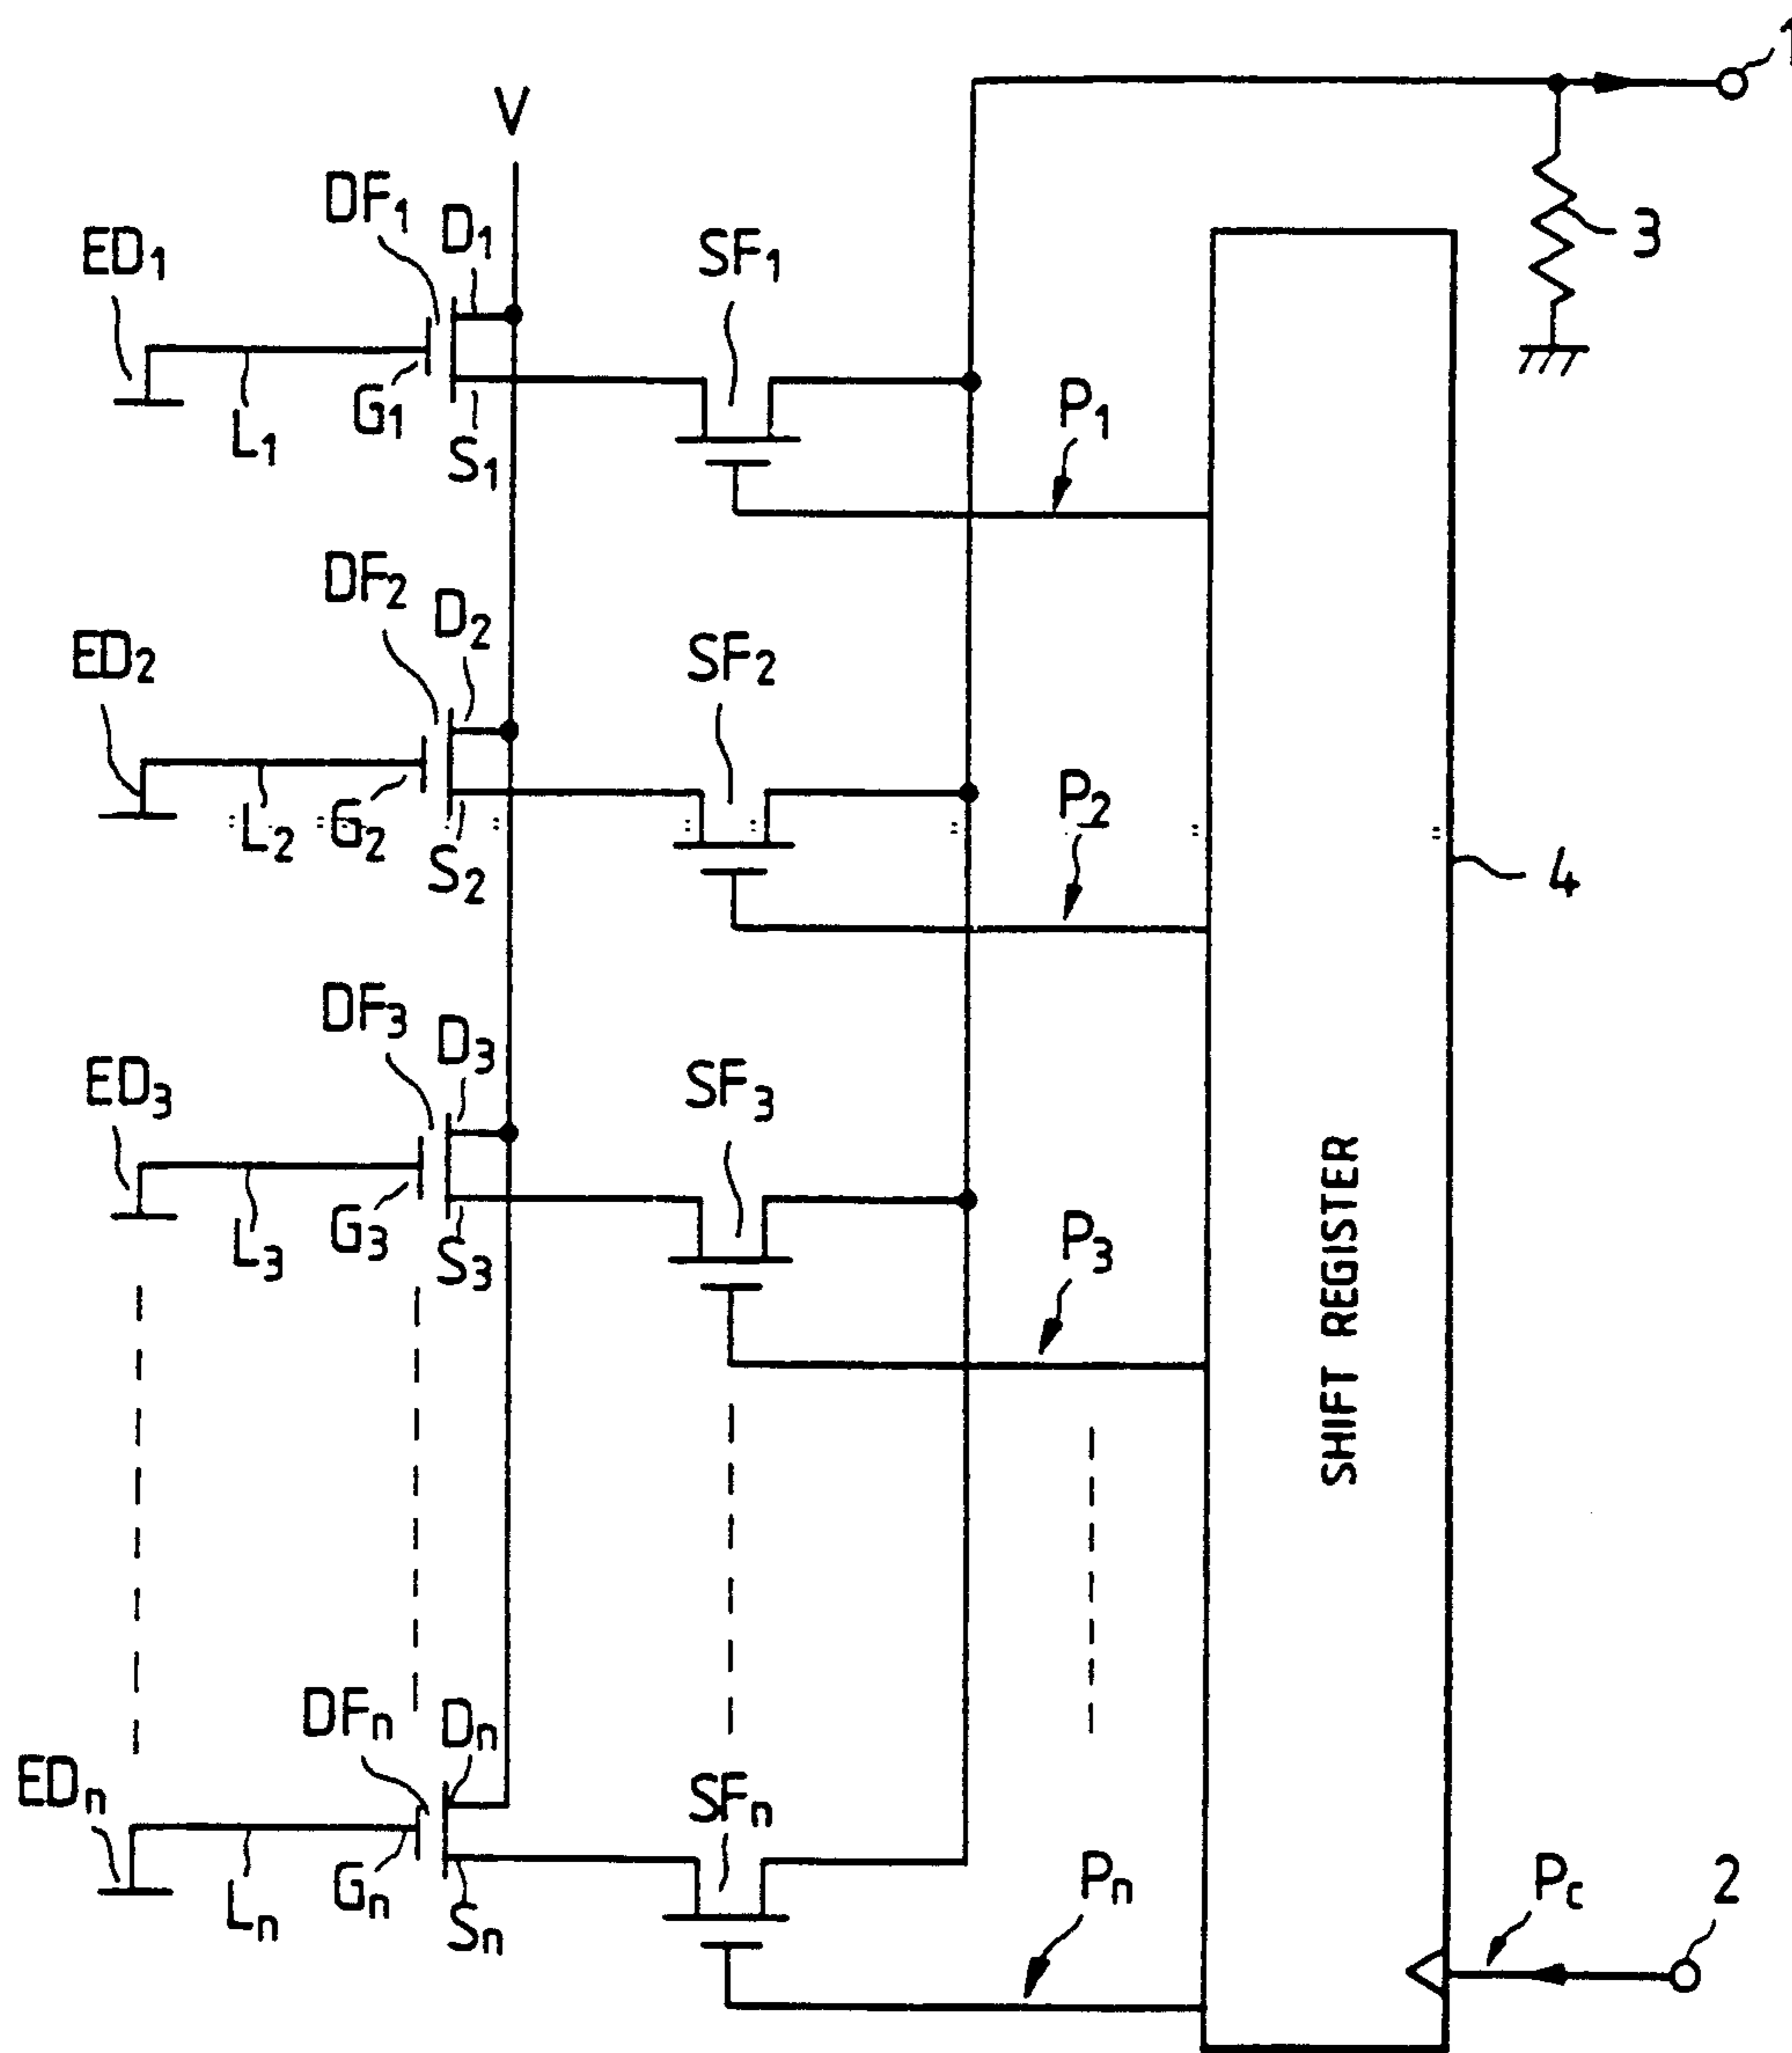 1
V
DF₁
D₁
ED₁
SF₁
3
G₁
P₁
L₁
S₁
DF₂
D₂
ED₂
SF₂
P₂
L₂
G₂
S₂
4
DF₃
D₃
ED₃
SF₃
G₃
P₃
L₃
S₃
SHIFT REGISTER
DFₙ
Dₙ
EDₙ
SFₙ
Gₙ
Pₙ
P꜀
2
Lₙ
Sₙ